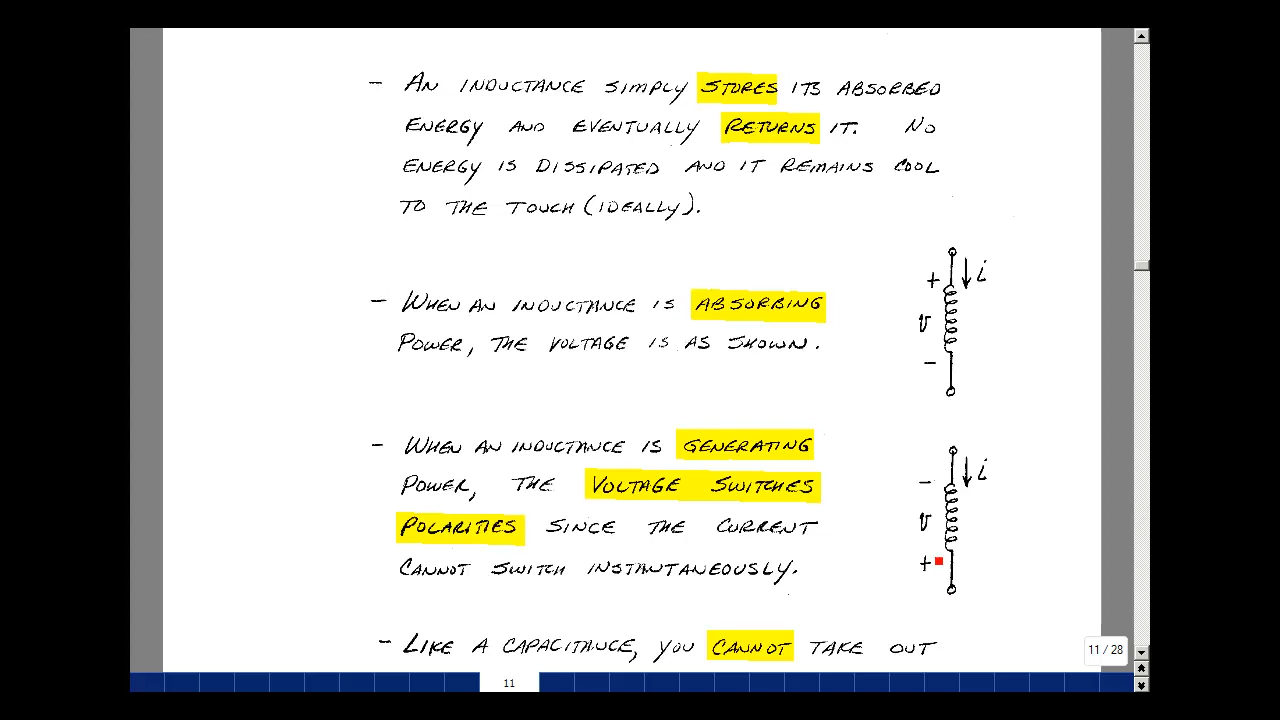 - AN INDUCTANCE SIMPLY STORES ITS ABSORBED
ENERGY AND EVENTUALLY RETURNS IT. NO
ENERGY IS DISSIPATED AND IT REMAINS COOL
TO THE TOUCH (IDEALLY).
+ i
- WHEN AN INDUCTANCE IS ABSORBING
POWER, THE VOLTAGE IS AS SHOWN.
v
-
- WHEN AN INDUCTANCE IS GENERATING
- i
POWER, THE VOLTAGE SWITCHES
POLARITIES SINCE THE CURRENT
v
CANNOT SWITCH INSTANTANEOUSLY.
+
- LIKE A CAPACITANCE, YOU CANNOT TAKE OUT
11 / 28
11